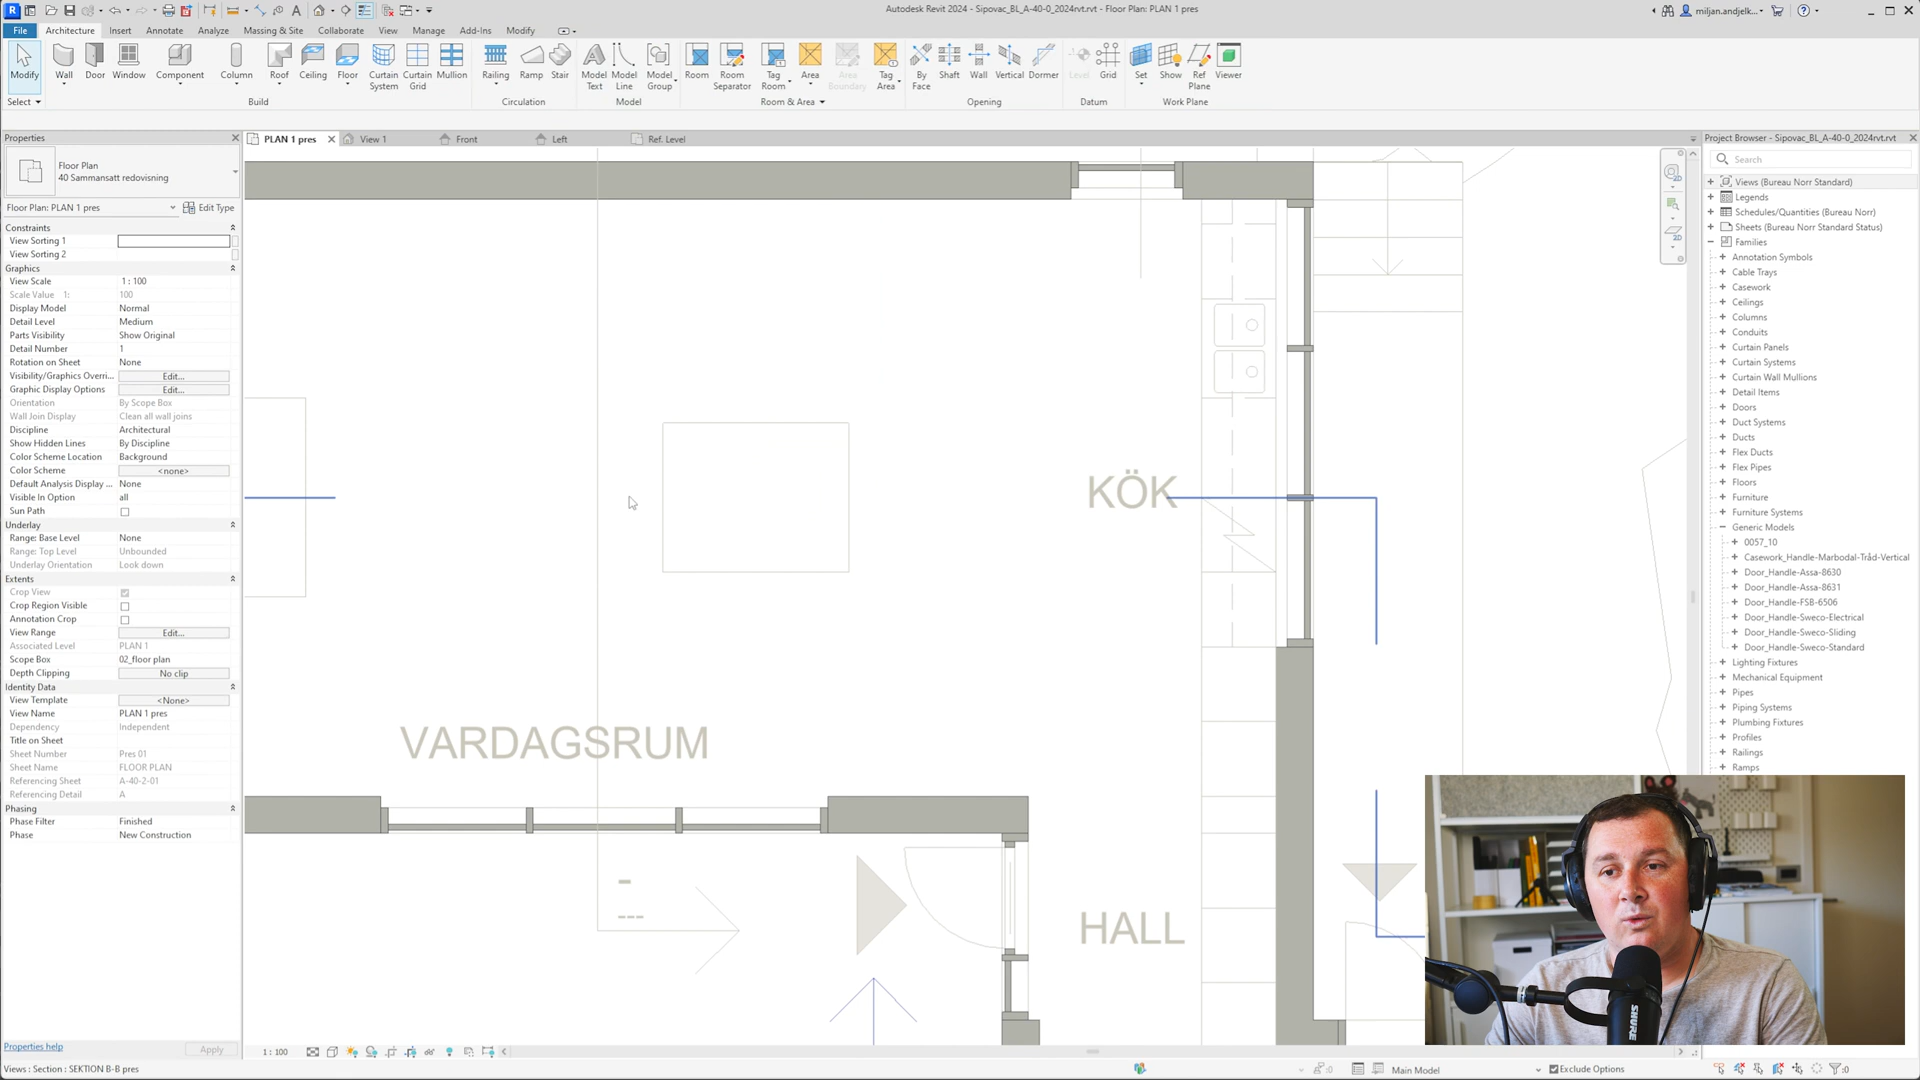 Autodesk Revit 2024 - Sipovac_BL_A-40-0_2024rvt.rvt - Floor Plan: PLAN 1 pres
miljan.andjelk...
File Architecture Insert Annotate Analyze Massing & Site Collaborate View Manage Add-Ins Modify
Modify Wall Door Window Component Column Roof Ceiling Floor Curtain System Curtain Grid Mullion Railing Ramp Stair Model Text Model Line Model Group Room Room Separator Tag Room Area Area Boundary Tag Area By Face Shaft Wall Vertical Dormer Level Grid Set Show Ref Plane Viewer
Select Build Circulation Model Room & Area Opening Datum Work Plane
Properties
PLAN 1 pres View 1 Front Left Ref. Level
Project Browser - Sipovac_BL_A-40-0_2024rvt.rvt
Floor Plan
40 Sammansatt redovisning
Floor Plan: PLAN 1 pres Edit Type
Constraints
View Sorting 1
View Sorting 2
Graphics
View Scale 1 : 100
Scale Value 1: 100
Display Model Normal
Detail Level Medium
Parts Visibility Show Original
Detail Number 1
Rotation on Sheet None
Visibility/Graphics Overri... Edit...
Graphic Display Options Edit...
Orientation By Scope Box
Wall Join Display Clean all wall joins
Discipline Architectural
Show Hidden Lines By Discipline
Color Scheme Location Background
Color Scheme <none>
Default Analysis Display ... None
Visible In Option all
Sun Path
Underlay
Range: Base Level None
Range: Top Level Unbounded
Underlay Orientation Look down
Extents
Crop View
Crop Region Visible
Annotation Crop
View Range Edit...
Associated Level PLAN 1
Scope Box 02_floor plan
Depth Clipping No clip
Identity Data
View Template <None>
View Name PLAN 1 pres
Dependency Independent
Title on Sheet
Sheet Number Pres 01
Sheet Name FLOOR PLAN
Referencing Sheet A-40-2-01
Referencing Detail A
Phasing
Phase Filter Finished
Phase New Construction
Properties help Apply
KÖK
VARDAGSRUM
HALL
2D
2D
Search
Views (Bureau Norr Standard)
Legends
Schedules/Quantities (Bureau Norr)
Sheets (Bureau Norr Standard Status)
Families
Annotation Symbols
Cable Trays
Casework
Ceilings
Columns
Conduits
Curtain Panels
Curtain Systems
Curtain Wall Mullions
Detail Items
Doors
Duct Systems
Ducts
Flex Ducts
Flex Pipes
Floors
Furniture
Furniture Systems
Generic Models
0057_10
Casework_Handle-Marbodal-Tråd-Vertical
Door_Handle-Assa-8630
Door_Handle-Assa-8631
Door_Handle-FSB-6506
Door_Handle-Sweco-Electrical
Door_Handle-Sweco-Sliding
Door_Handle-Sweco-Standard
Lighting Fixtures
Mechanical Equipment
Pipes
Piping Systems
Plumbing Fixtures
Profiles
Railings
Ramps
SHURE
1 : 100
Views : Section : SEKTION B-B pres
:0 Main Model Exclude Options :0